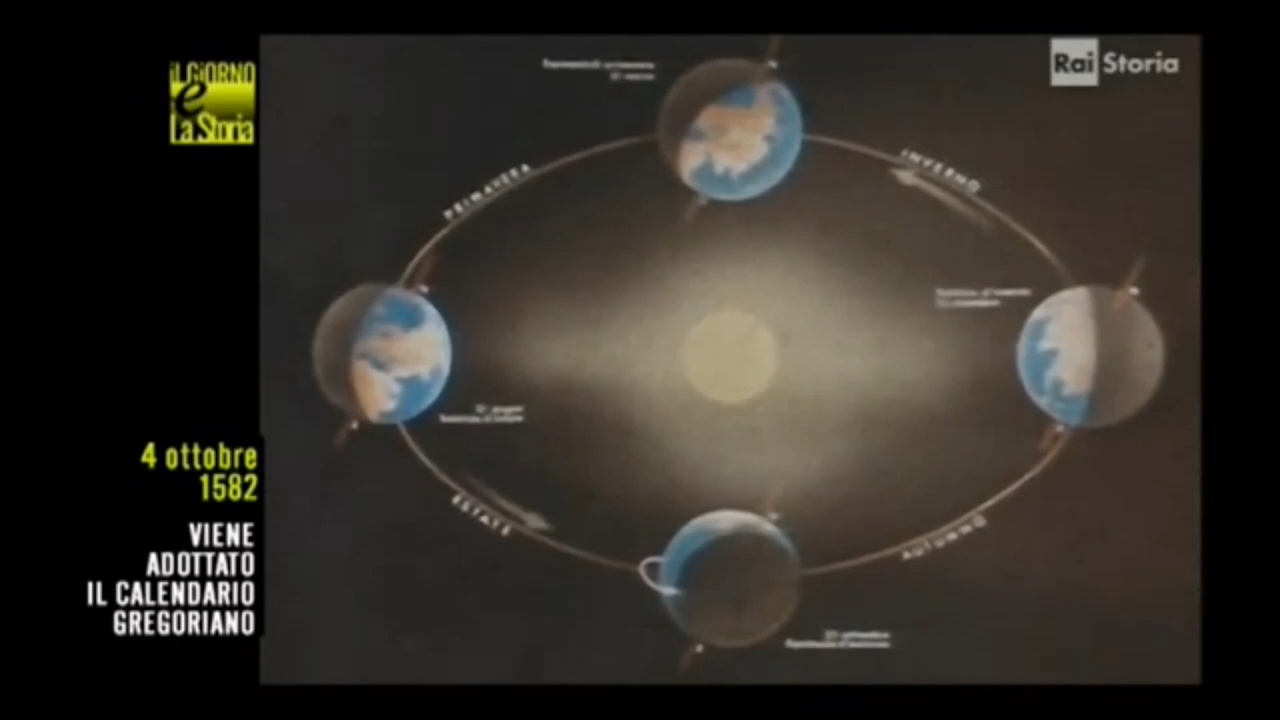 iL GiORNO
e
La Storia
Rai Storia
PRIMAVERA
INVERNO
ESTATE
AUTUNNO
4 ottobre
1582
VIENE
ADOTTATO
IL CALENDARIO
GREGORIANO